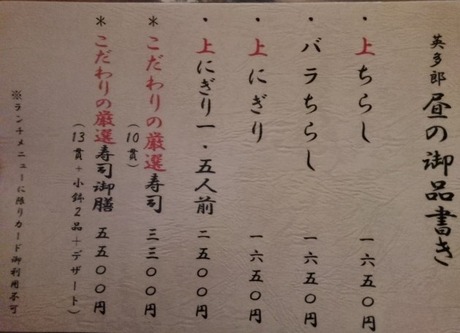 英多郎 昼の御品書き
・上ちらし 一六五〇円
・バラちらし 一六五〇円
・上にぎり 一六五〇円
・上にぎり一・五人前 二五〇〇円
＊こだわりの厳選寿司 三三〇〇円
（10貫）
＊こだわりの厳選寿司御膳 五五〇〇円
（13貫＋小鉢2品＋デザート）
※ランチメニューに限りカード御利用不可